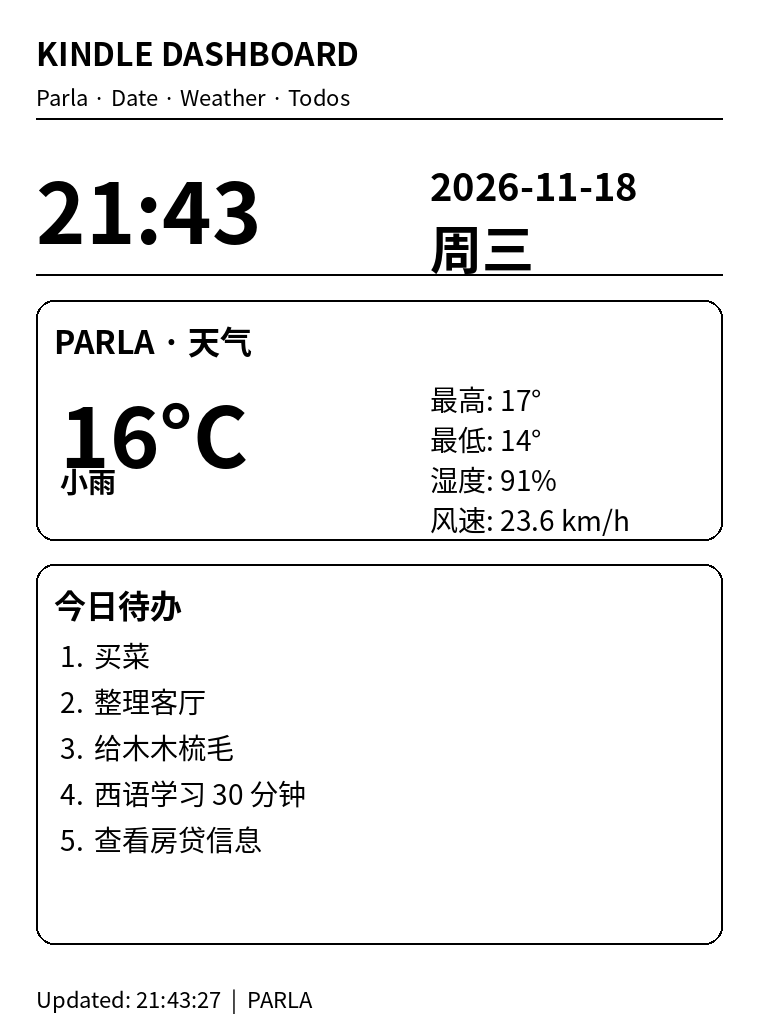 KINDLE DASHBOARD
Parla · Date · Weather · Todos
21:43
2026-11-18
周三
PARLA · 天气
16°C
小雨
最高: 17°
最低: 14°
湿度: 91%
风速: 23.6 km/h
今日待办
1. 买菜
2. 整理客厅
3. 给木木梳毛
4. 西语学习 30 分钟
5. 查看房贷信息
Updated: 21:43:27 | PARLA